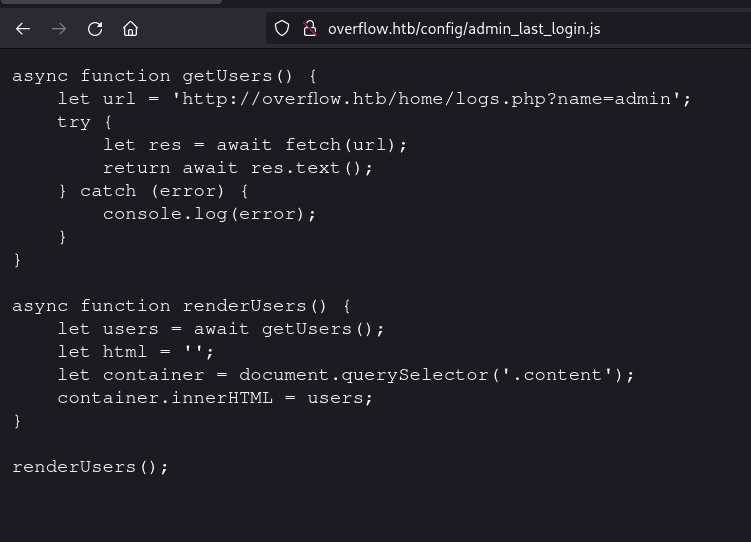 overflow.htb/config/admin_last_login.js
async function getUsers() {
    let url = 'http://overflow.htb/home/logs.php?name=admin';
    try {
        let res = await fetch(url);
        return await res.text();
    } catch (error) {
        console.log(error);
    }
}

async function renderUsers() {
    let users = await getUsers();
    let html = '';
    let container = document.querySelector('.content');
    container.innerHTML = users;
}

renderUsers();